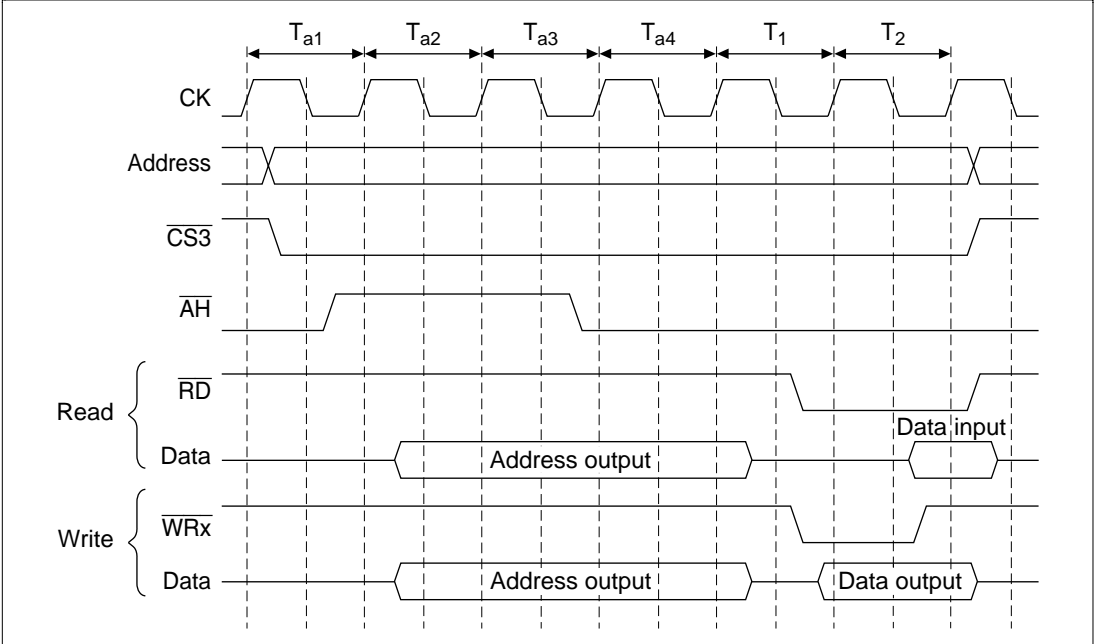 Ta1 Ta2 Ta3 Ta4 T1 T2
CK
Address
CS3
AH
Read
RD
Data input
Data Address output
Write
WRx
Data Address output Data output